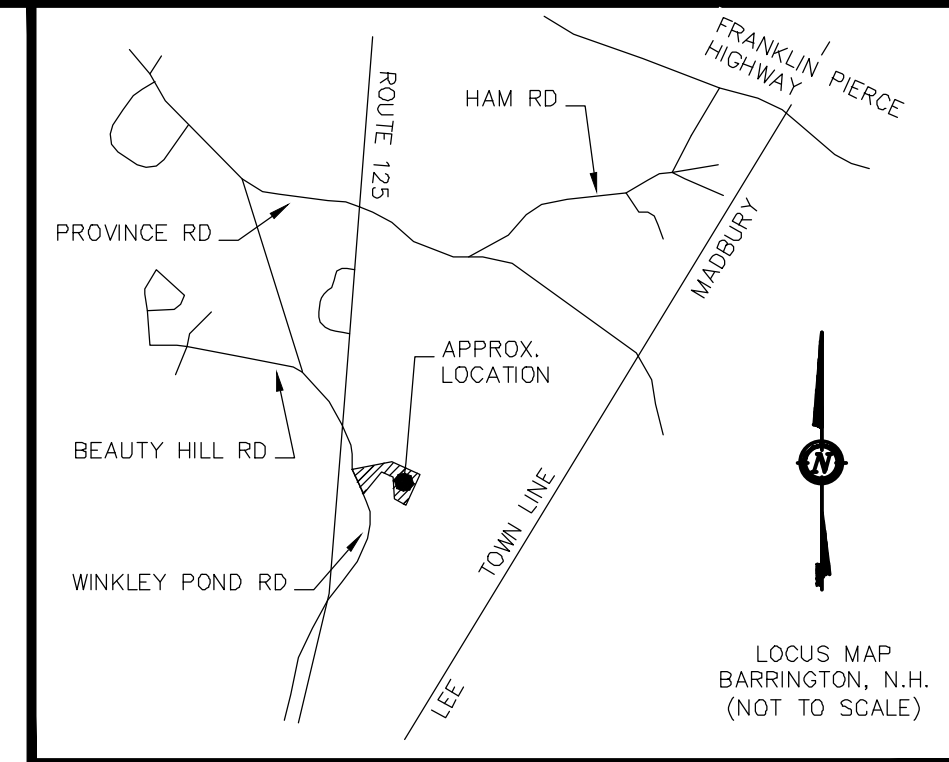 FRANKLIN PIERCE
HIGHWAY
ROUTE 125
HAM RD
PROVINCE RD
MADBURY
APPROX.
LOCATION
BEAUTY HILL RD
N
TOWN LINE
WINKLEY POND RD
LEE
LOCUS MAP
BARRINGTON, N.H.
(NOT TO SCALE)